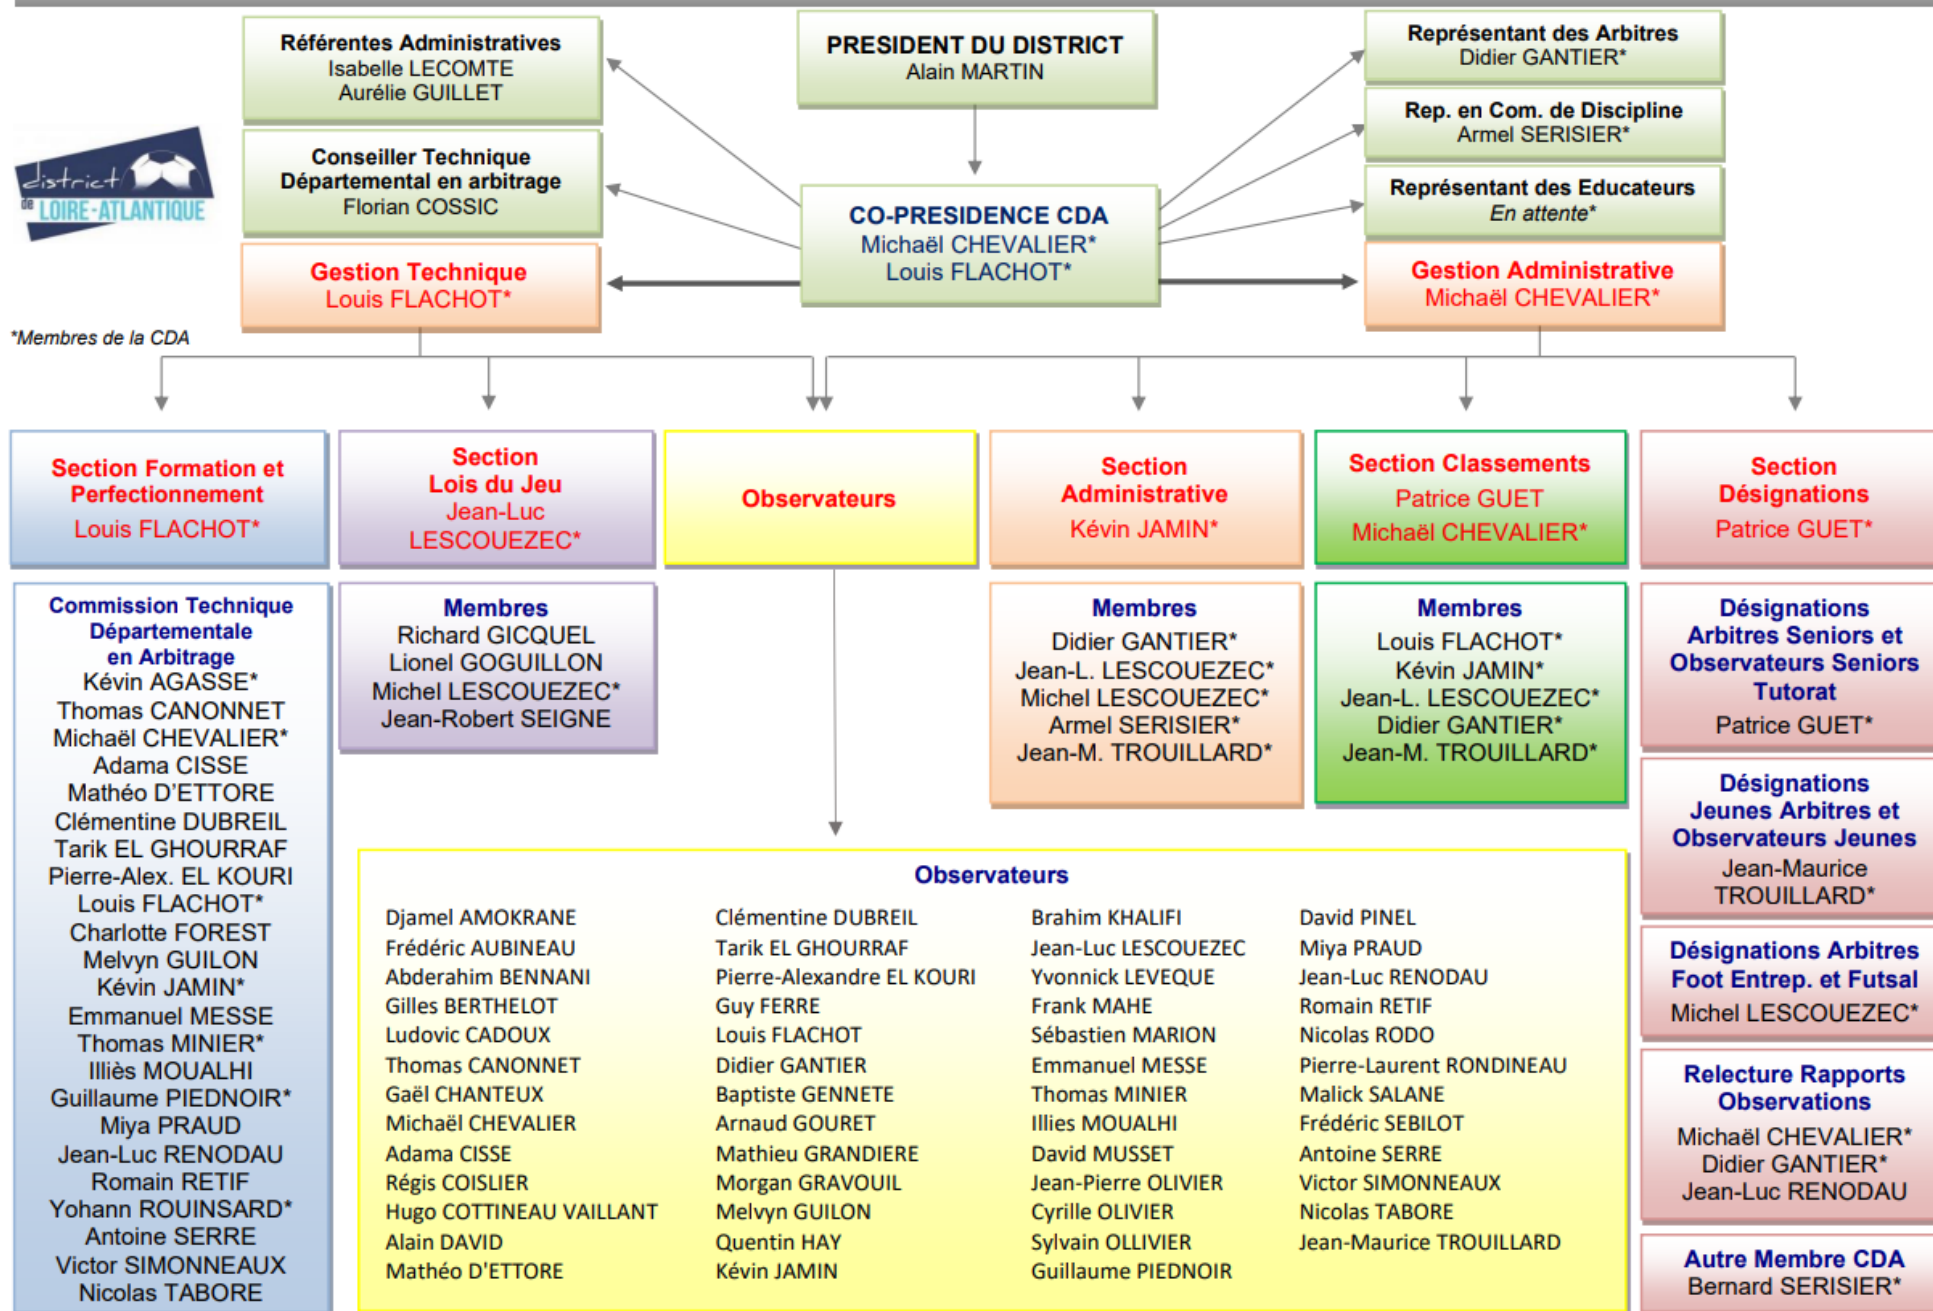 Référentes Administratives
Isabelle LECOMTE
Aurélie GUILLET
PRESIDENT DU DISTRICT
Alain MARTIN
Représentant des Arbitres
Didier GANTIER*
Rep. en Com. de Discipline
Armel SERISIER*
district
de LOIRE-ATLANTIQUE
Conseiller Technique
Départemental en arbitrage
Florian COSSIC
CO-PRESIDENCE CDA
Michaël CHEVALIER*
Louis FLACHOT*
Représentant des Educateurs
En attente*
Gestion Technique
Louis FLACHOT*
Gestion Administrative
Michaël CHEVALIER*
*Membres de la CDA
Section Formation et
Perfectionnement
Louis FLACHOT*
Section
Lois du Jeu
Jean-Luc
LESCOUEZEC*
Observateurs
Section
Administrative
Kévin JAMIN*
Section Classements
Patrice GUET
Michaël CHEVALIER*
Section
Désignations
Patrice GUET*
Commission Technique
Départementale
en Arbitrage
Kévin AGASSE*
Thomas CANONNET
Michaël CHEVALIER*
Adama CISSE
Mathéo D'ETTORE
Clémentine DUBREIL
Tarik EL GHOURRAF
Pierre-Alex. EL KOURI
Louis FLACHOT*
Charlotte FOREST
Melvyn GUILON
Kévin JAMIN*
Emmanuel MESSE
Thomas MINIER*
Illiès MOUALHI
Guillaume PIEDNOIR*
Miya PRAUD
Jean-Luc RENODAU
Romain RETIF
Yohann ROUINSARD*
Antoine SERRE
Victor SIMONNEAUX
Nicolas TABORE
Membres
Richard GICQUEL
Lionel GOGUILLON
Michel LESCOUEZEC*
Jean-Robert SEIGNE
Membres
Didier GANTIER*
Jean-L. LESCOUEZEC*
Michel LESCOUEZEC*
Armel SERISIER*
Jean-M. TROUILLARD*
Membres
Louis FLACHOT*
Kévin JAMIN*
Jean-L. LESCOUEZEC*
Didier GANTIER*
Jean-M. TROUILLARD*
Désignations
Arbitres Seniors et
Observateurs Seniors
Tutorat
Patrice GUET*
Désignations
Jeunes Arbitres et
Observateurs Jeunes
Jean-Maurice
TROUILLARD*
Désignations Arbitres
Foot Entrep. et Futsal
Michel LESCOUEZEC*
Relecture Rapports
Observations
Michaël CHEVALIER*
Didier GANTIER*
Jean-Luc RENODAU
Autre Membre CDA
Bernard SERISIER*
Observateurs
Djamel AMOKRANE
Frédéric AUBINEAU
Abderahim BENNANI
Gilles BERTHELOT
Ludovic CADOUX
Thomas CANONNET
Gaël CHANTEUX
Michaël CHEVALIER
Adama CISSE
Régis COISLIER
Hugo COTTINEAU VAILLANT
Alain DAVID
Mathéo D'ETTORE
Clémentine DUBREIL
Tarik EL GHOURRAF
Pierre-Alexandre EL KOURI
Guy FERRE
Louis FLACHOT
Didier GANTIER
Baptiste GENNETE
Arnaud GOURET
Mathieu GRANDIERE
Morgan GRAVOUIL
Melvyn GUILON
Quentin HAY
Kévin JAMIN
Brahim KHALIFI
Jean-Luc LESCOUEZEC
Yvonnick LEVEQUE
Frank MAHE
Sébastien MARION
Emmanuel MESSE
Thomas MINIER
Illies MOUALHI
David MUSSET
Jean-Pierre OLIVIER
Cyrille OLIVIER
Sylvain OLLIVIER
Guillaume PIEDNOIR
David PINEL
Miya PRAUD
Jean-Luc RENODAU
Romain RETIF
Nicolas RODO
Pierre-Laurent RONDINEAU
Malick SALANE
Frédéric SEBILOT
Antoine SERRE
Victor SIMONNEAUX
Nicolas TABORE
Jean-Maurice TROUILLARD